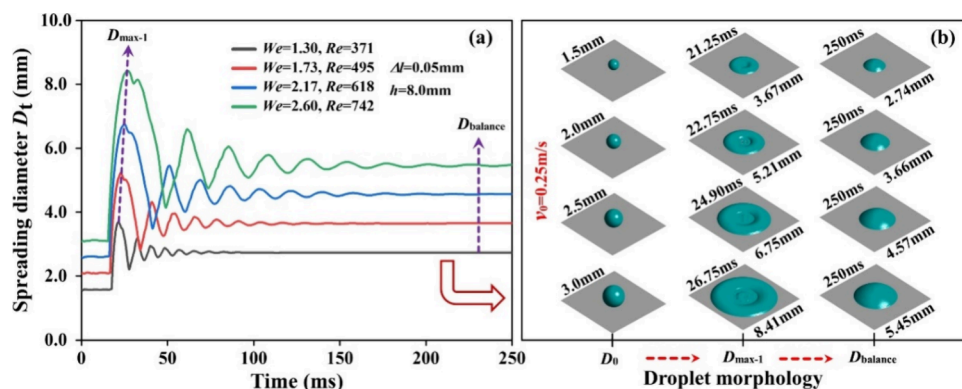 10.0
8.0
6.0
4.0
2.0
0.0
Spreading diameter Dt (mm)
0
50
100
150
200
250
Time (ms)
Dmax-1
(a)
We=1.30, Re=371
We=1.73, Re=495
We=2.17, Re=618
We=2.60, Re=742
Δl=0.05mm
h=8.0mm
Dbalance
(b)
v0=0.25m/s
1.5mm
21.25ms
3.67mm
250ms
2.74mm
2.0mm
22.75ms
5.21mm
250ms
3.66mm
2.5mm
24.90ms
6.75mm
250ms
4.57mm
3.0mm
26.75ms
8.41mm
250ms
5.45mm
D0
Dmax-1
Dbalance
Droplet morphology